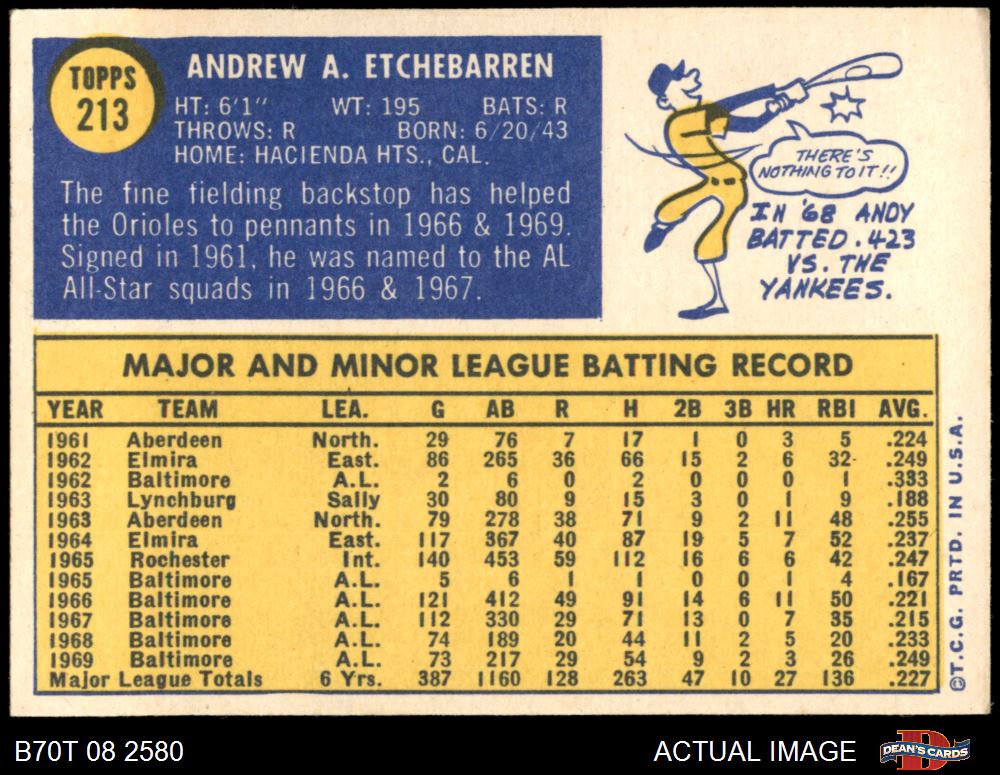 TOPPS
213
ANDREW A. ETCHEBARREN
HT: 6'1" WT: 195 BATS: R
THROWS: R BORN: 6/20/43
HOME: HACIENDA HTS., CAL.
The fine fielding backstop has helped
the Orioles to pennants in 1966 & 1969.
Signed in 1961, he was named to the AL
All-Star squads in 1966 & 1967.
THERE'S
NOTHING TO IT!!
IN '68 ANDY
BATTED .423
VS. THE
YANKEES.
MAJOR AND MINOR LEAGUE BATTING RECORD
YEAR TEAM LEA. G AB R H 2B 3B HR RBI AVG.
1961 Aberdeen North. 29 76 7 17 1 0 3 5 .224
1962 Elmira East. 86 265 36 66 15 2 6 32 .249
1962 Baltimore A.L. 2 6 0 2 0 0 0 1 .333
1963 Lynchburg Sally 30 80 9 15 3 0 1 9 .188
1963 Aberdeen North. 79 278 38 71 9 2 11 48 .255
1964 Elmira East. 117 367 40 87 19 5 7 52 .237
1965 Rochester Int. 140 453 59 112 16 6 6 42 .247
1965 Baltimore A.L. 5 6 1 1 0 0 1 4 .167
1966 Baltimore A.L. 121 412 49 91 14 6 11 50 .221
1967 Baltimore A.L. 112 330 29 71 13 0 7 35 .215
1968 Baltimore A.L. 74 189 20 44 11 2 5 20 .233
1969 Baltimore A.L. 73 217 29 54 9 2 3 26 .249
Major League Totals 6 Yrs. 387 1160 128 263 47 10 27 136 .227
©T.C.G. PRTD. IN U.S.A.
B70T 08 2580
ACTUAL IMAGE
DEAN'S CARDS